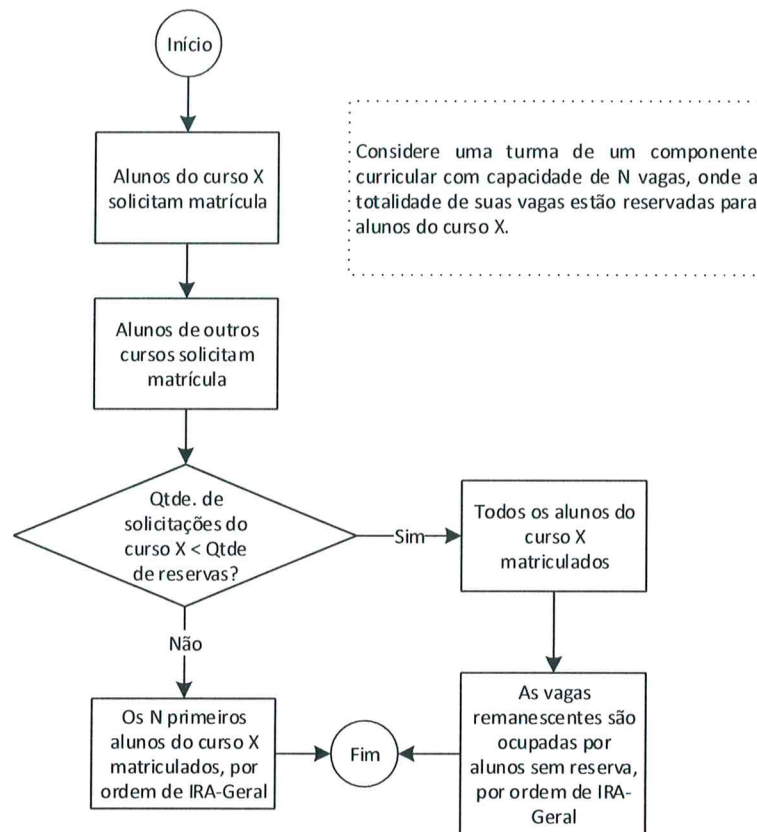 Início
Alunos do curso X
solicitam matrícula
Considere uma turma de um componente
curricular com capacidade de N vagas, onde a
totalidade de suas vagas estão reservadas para
alunos do curso X.
Alunos de outros
cursos solicitam
matrícula
Qtde. de
solicitações do
curso X < Qtde
de reservas?
Sim
Todos os alunos do
curso X
matriculados
Não
Os N primeiros
alunos do curso X
matriculados, por
ordem de IRA-Geral
Fim
As vagas
remanescentes são
ocupadas por
alunos sem reserva,
por ordem de IRA-
Geral